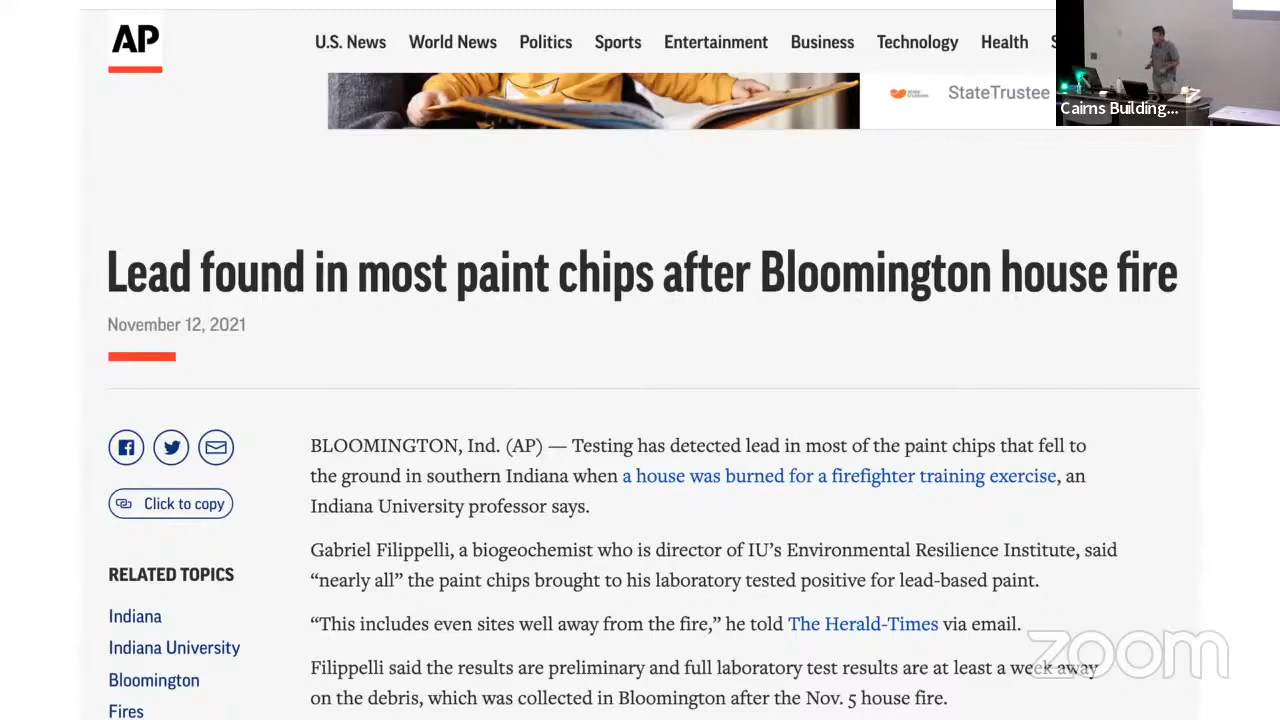 AP
U.S. News World News Politics Sports Entertainment Business Technology Health S
state trustees StateTrustee
Cairns Building...
Lead found in most paint chips after Bloomington house fire
November 12, 2021
BLOOMINGTON, Ind. (AP) — Testing has detected lead in most of the paint chips that fell to
the ground in southern Indiana when a house was burned for a firefighter training exercise, an
Indiana University professor says.
Click to copy
Gabriel Filippelli, a biogeochemist who is director of IU’s Environmental Resilience Institute, said
“nearly all” the paint chips brought to his laboratory tested positive for lead-based paint.
“This includes even sites well away from the fire,” he told The Herald-Times via email.
Filippelli said the results are preliminary and full laboratory test results are at least a week away
on the debris, which was collected in Bloomington after the Nov. 5 house fire.
RELATED TOPICS
Indiana
Indiana University
Bloomington
Fires
zoom